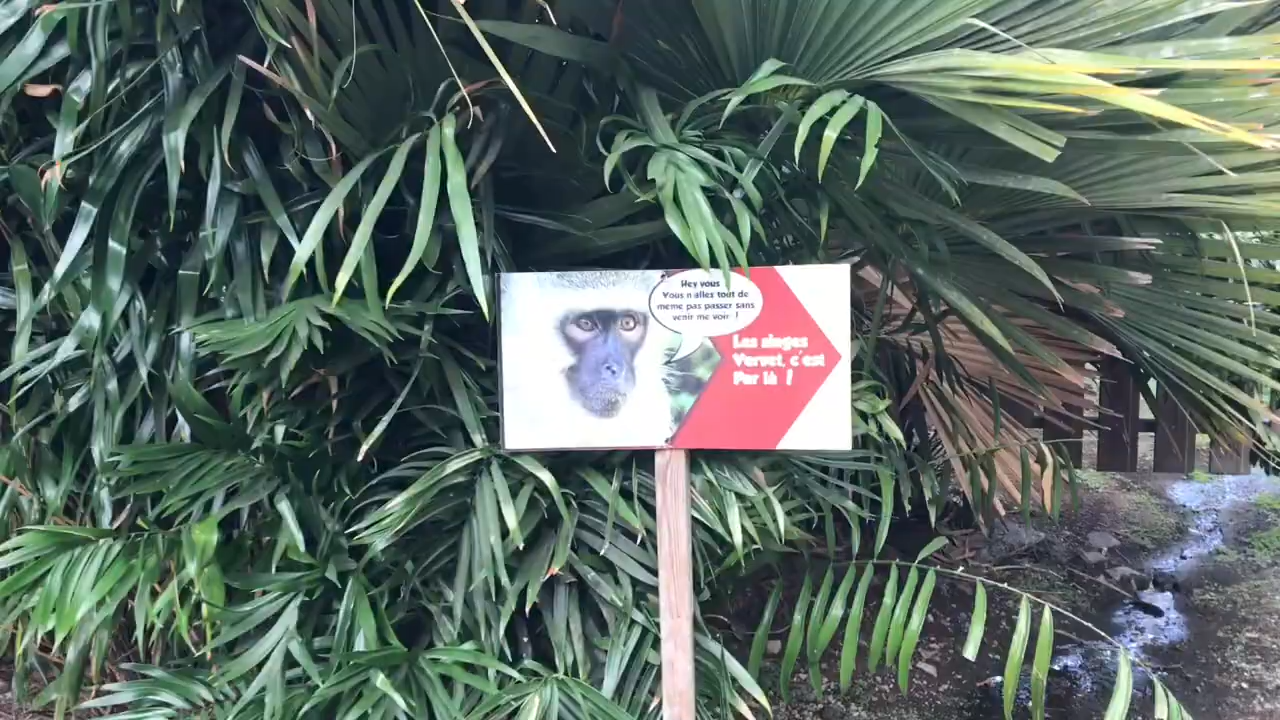 Hey vous
Vous n'allez tout de
meme pas passer sans
venir me voir !
Les singes
Vervet, c'est
Par là !